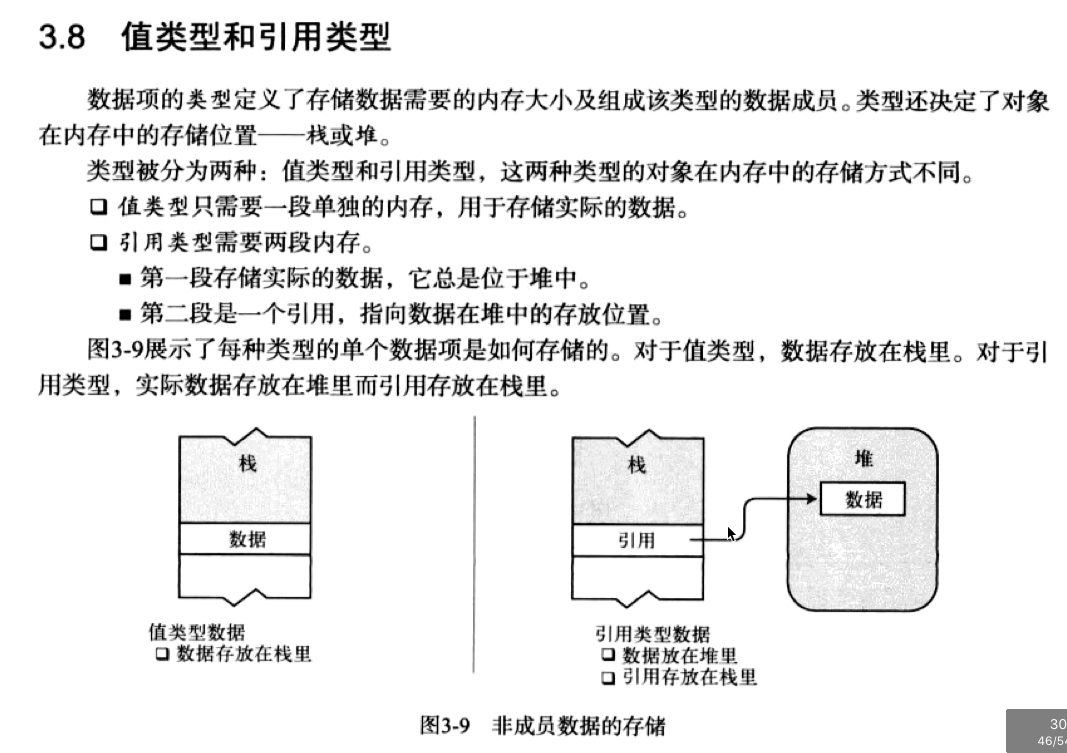 3.8 值类型和引用类型
数据项的类型定义了存储数据需要的内存大小及组成该类型的数据成员。类型还决定了对象
在内存中的存储位置——栈或堆。
类型被分为两种：值类型和引用类型，这两种类型的对象在内存中的存储方式不同。
❑ 值类型只需要一段单独的内存，用于存储实际的数据。
❑ 引用类型需要两段内存。
■ 第一段存储实际的数据，它总是位于堆中。
■ 第二段是一个引用，指向数据在堆中的存放位置。
图3-9展示了每种类型的单个数据项是如何存储的。对于值类型，数据存放在栈里。对于引
用类型，实际数据存放在堆里而引用存放在栈里。
栈
数据
值类型数据
❑ 数据存放在栈里
栈
引用
堆
数据
引用类型数据
❑ 数据放在堆里
❑ 引用存放在栈里
图3-9 非成员数据的存储